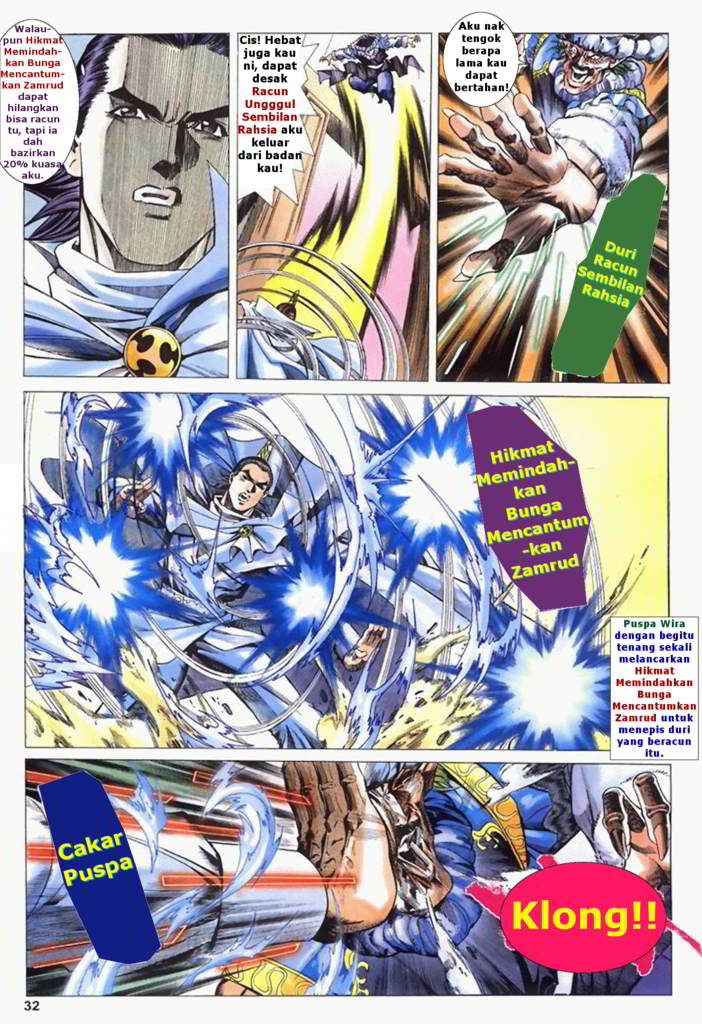 Walau-
pun Hikmat
Memindah-
kan Bunga
Mencantum-
kan Zamrud
dapat
hilangkan
bisa racun
tu, tapi ia
dah
bazirkan
20% kuasa
aku.
Cis! Hebat
juga kau
ni, dapat
desak
Racun
Ungggul
Sembilan
Rahsia aku
keluar
dari badan
kau!
Aku nak
tengok
berapa
lama kau
dapat
bertahan!
Duri
Racun
Sembilan
Rahsia
Hikmat
Memindah-
kan
Bunga
Mencantum
-kan
Zamrud
Puspa Wira
dengan begitu
tenang sekali
melancarkan
Hikmat
Memindahkan
Bunga
Mencantumkan
Zamrud untuk
menepis duri
yang beracun
itu.
Cakar
Puspa
Klong!!
32